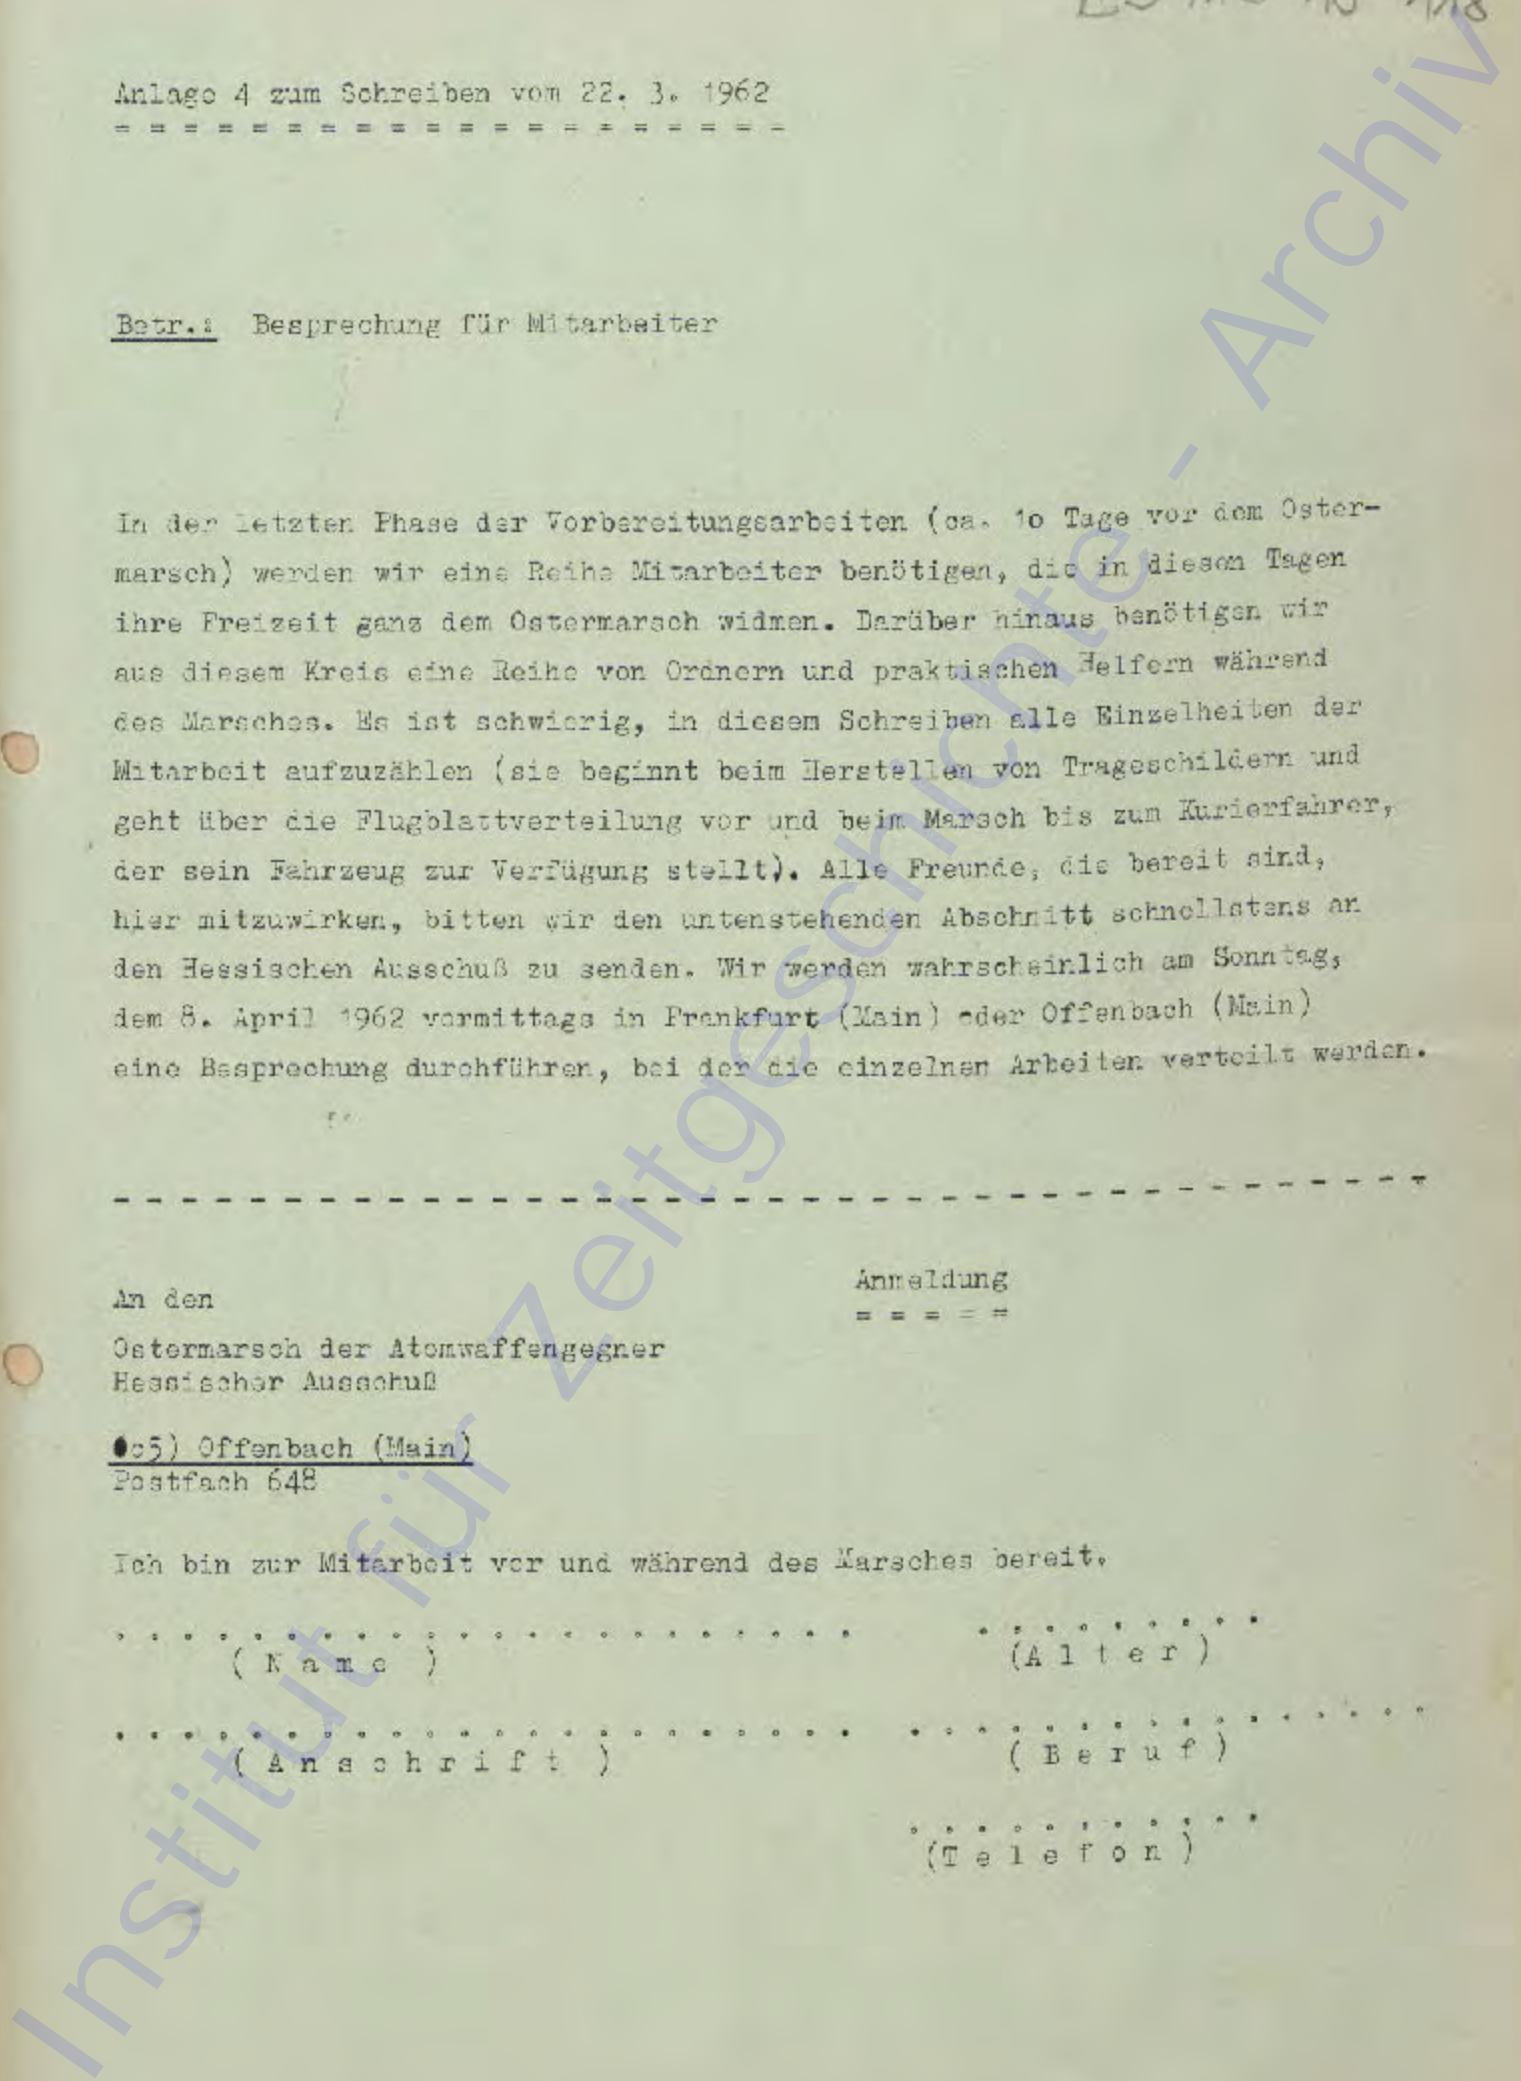 Anlage 4 zum Schreiben vom 22. 3. 1962
= = = = = = = = = = = = = = = = = = = =
Betr.: Besprechung für Mitarbeiter
In der letzten Phase der Vorbereitungsarbeiten (ca. 1o Tage vor dem Oster-
marsch) werden wir eine Reihe Mitarbeiter benötigen, die in diesen Tagen
ihre Freizeit ganz dem Ostermarsch widmen. Darüber hinaus benötigen wir
aus diesem Kreis eine Reihe von Ordnern und praktischen Helfern während
des Marsches. Es ist schwierig, in diesem Schreiben alle Einzelheiten der
Mitarbeit aufzuzählen (sie beginnt beim Herstellen von Trageschildern und
geht über die Flugblattverteilung vor und beim Marsch bis zum Kurierfahrer,
der sein Fahrzeug zur Verfügung stellt). Alle Freunde, die bereit sind,
hier mitzuwirken, bitten wir den untenstehenden Abschnitt schnellstens an
den Hessischen Ausschuß zu senden. Wir werden wahrscheinlich am Sonntag,
dem 8. April 1962 vormittags in Frankfurt (Main) oder Offenbach (Main)
eine Besprechung durchführen, bei der die einzelnen Arbeiten verteilt werden.
Anmeldung
= = = = =
An den
Ostermarsch der Atomwaffengegner
Hessischer Ausschuß
Offenbach (Main)
Postfach 648
Ich bin zur Mitarbeit vor und während des Marsches bereit.
(Name) (Alter)
(Anschrift) (Beruf)
(Telefon)
Institut für Zeitgeschichte - Archiv